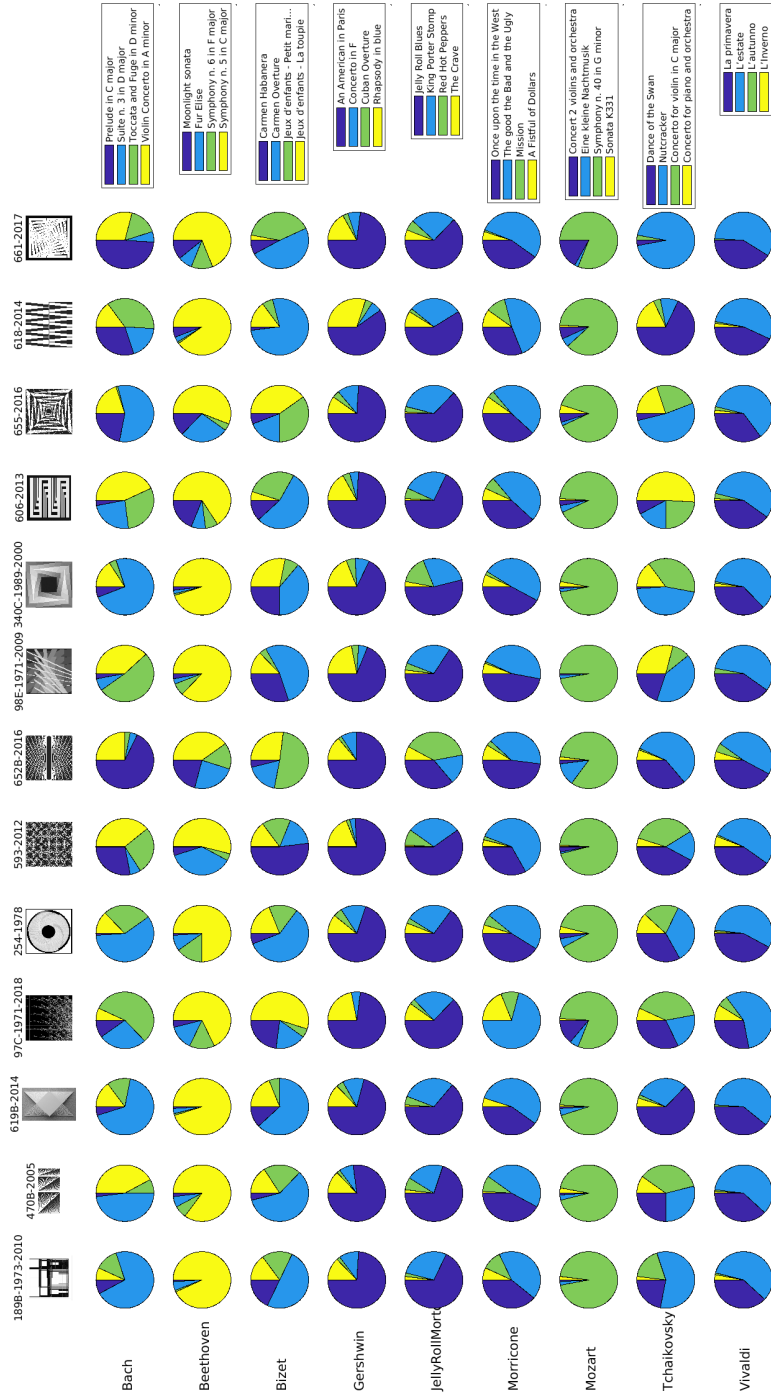 189B-1973-2010
470B-2005
619B-2014
97C-1971-2018
254-1978
593-2012
652B-2016
98E-1971-2009
340C-1989-2000
606-2013
655-2016
618-2014
661-2017
Bach
Prelude in C major
Suite n. 3 in D major
Toccata and Fuge in D minor
Violin Concerto in A minor
Beethoven
Moonlight sonata
Fur Elise
Symphony n. 6 in F major
Symphony n. 5 in C major
Bizet
Carmen Habanera
Carmen Overture
Jeux d'enfants - Petit mari...
Jeux d'enfants - La toupie
Gershwin
An American in Paris
Concerto in F
Cuban Overture
Rhapsody in blue
JellyRollMorto
Jelly Roll Blues
King Porter Stomp
Red Hot Peppers
The Crave
Morricone
Once upon the time in the West
The good the Bad and the Ugly
Mission
A Fistful of Dollars
Mozart
Concert 2 violins and orchestra
Eine kleine Nachtmusik
Symphony n. 40 in G minor
Sonata K331
Tchaikovsky
Dance of the Swan
Nutcracker
Concerto for violin in C major
Concerto for piano and orchestra
Vivaldi
La primavera
L'estate
L'autunno
L'Inverno